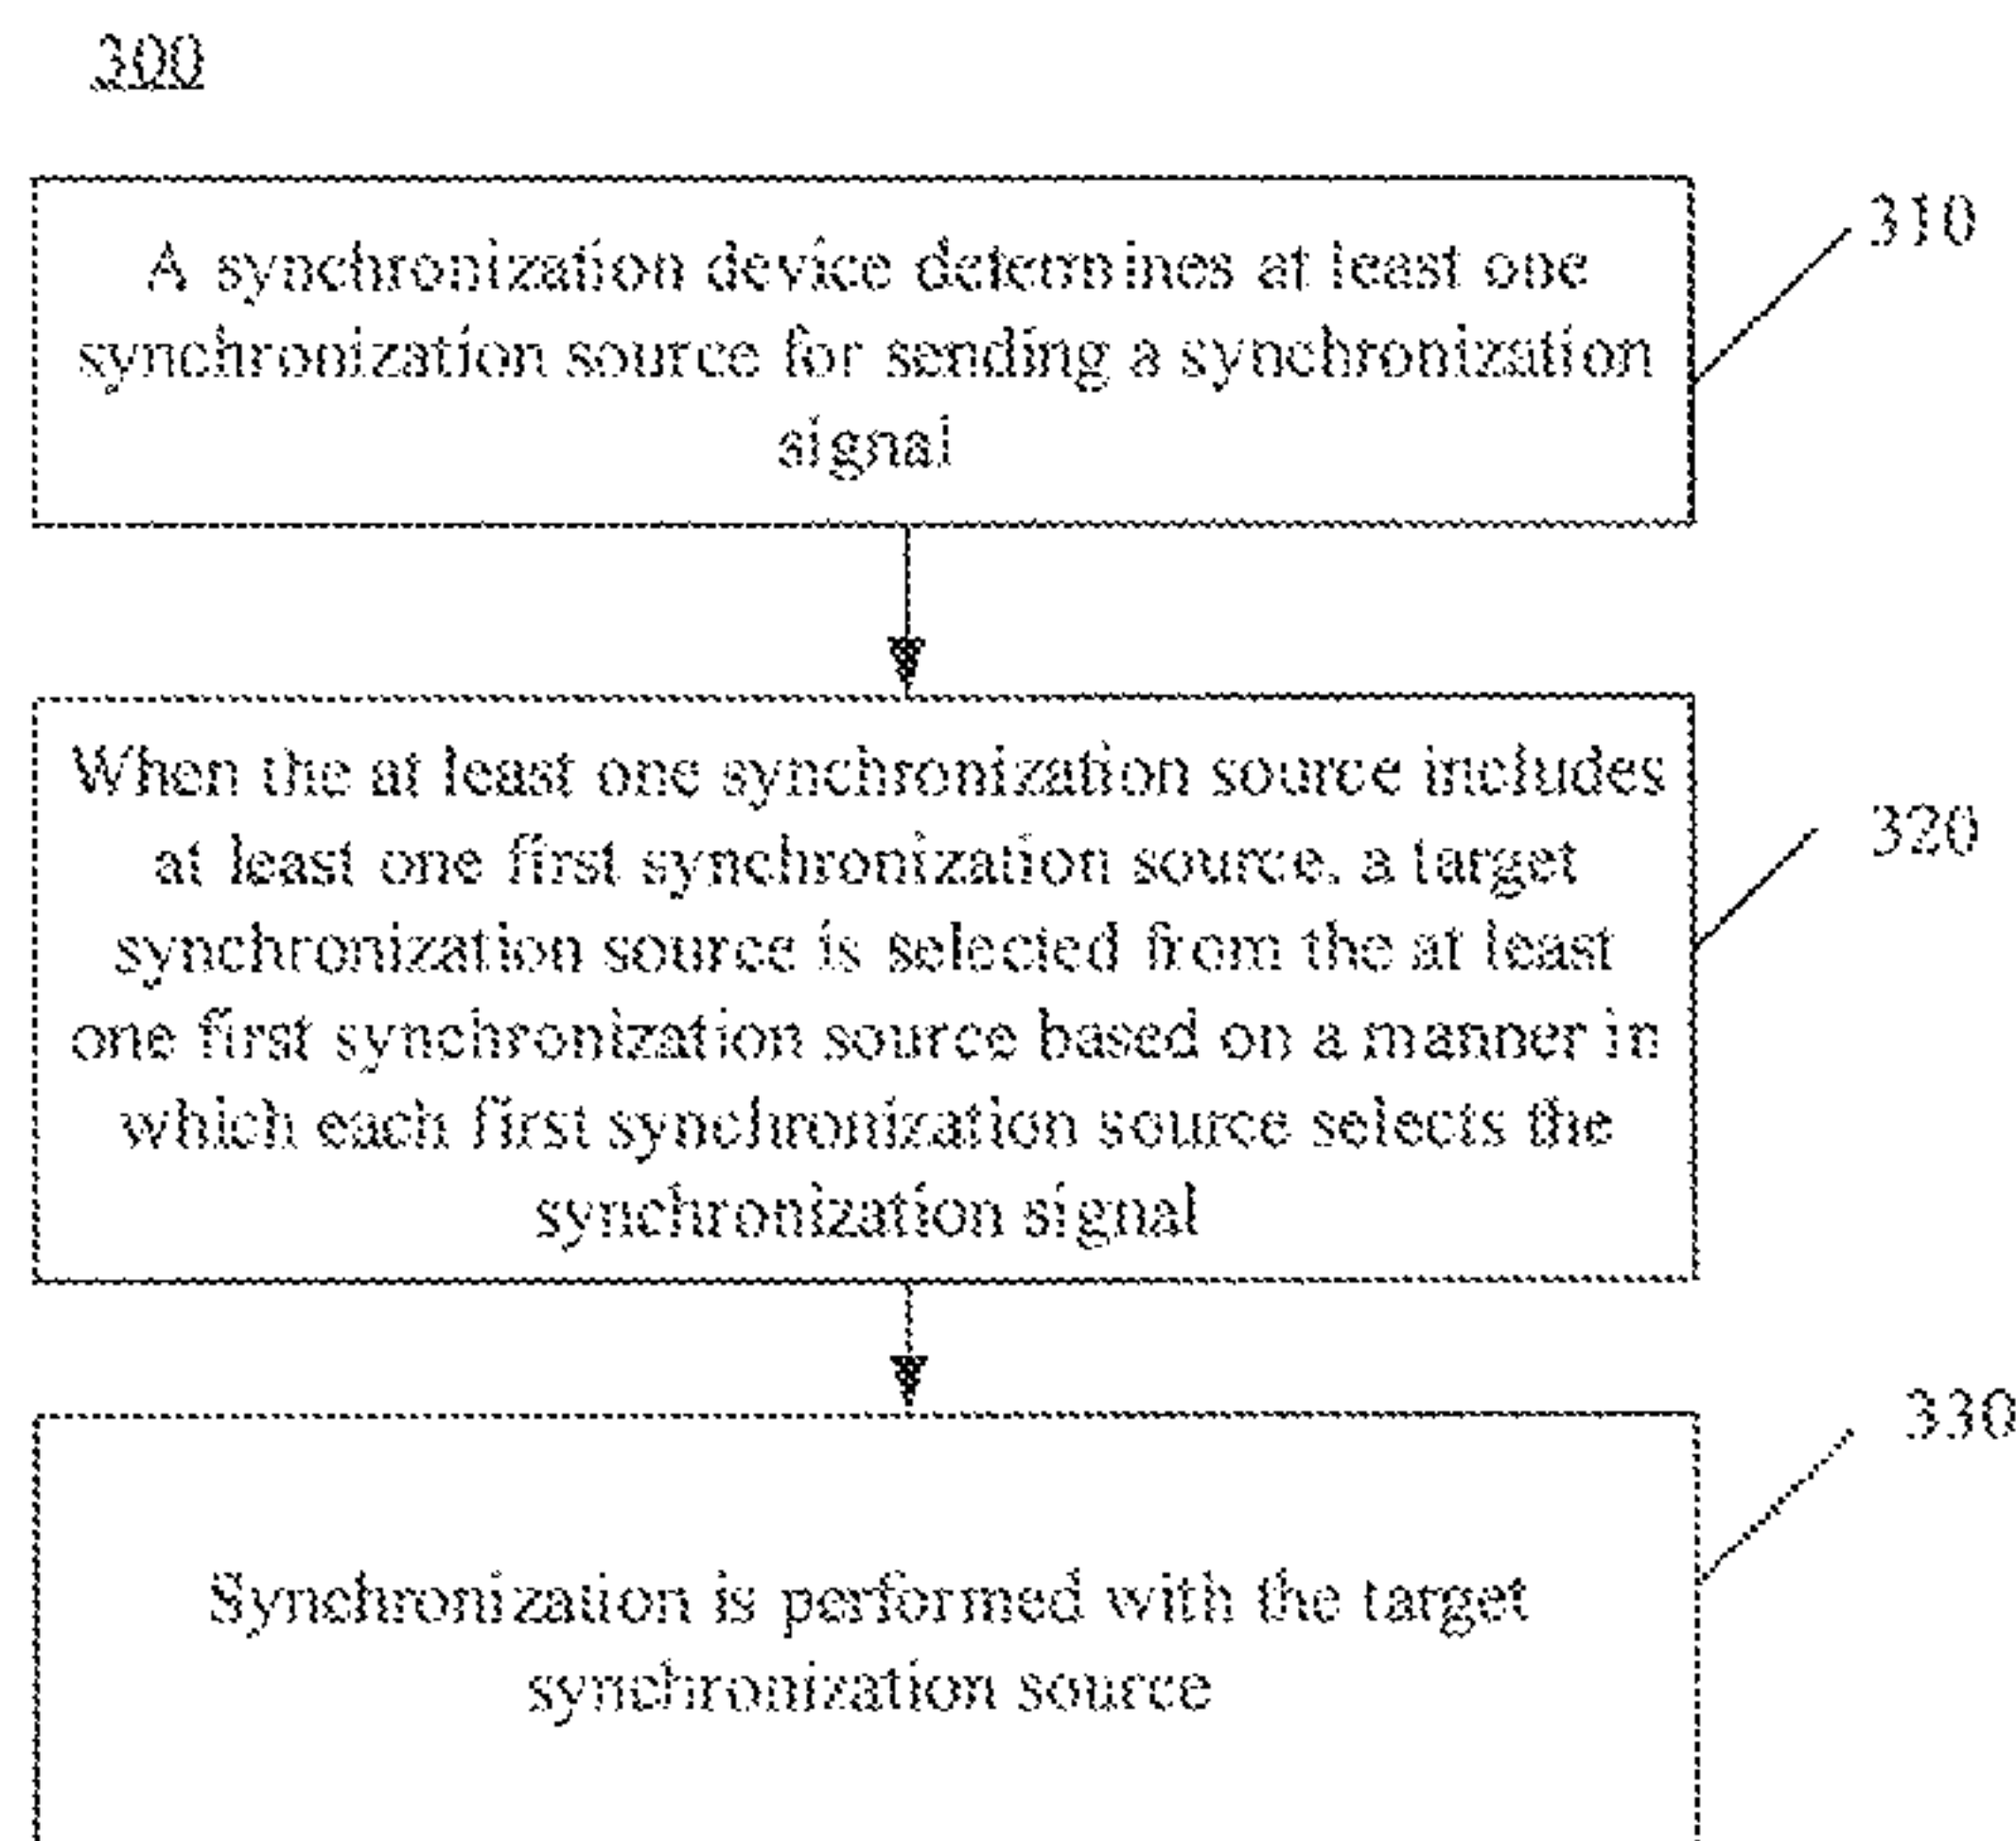 300
A synchronization device determines at least one
310
synchronization source for sending a synchronization
signal
When the at least one synchronization source includes
320
at least one first synchronization source, a target
synchronization source is selected from the at least
one first synchronization source based on a manner in
which each first synchronization source selects the
synchronization signal
330
Synchronization is performed with the target
synchronization source